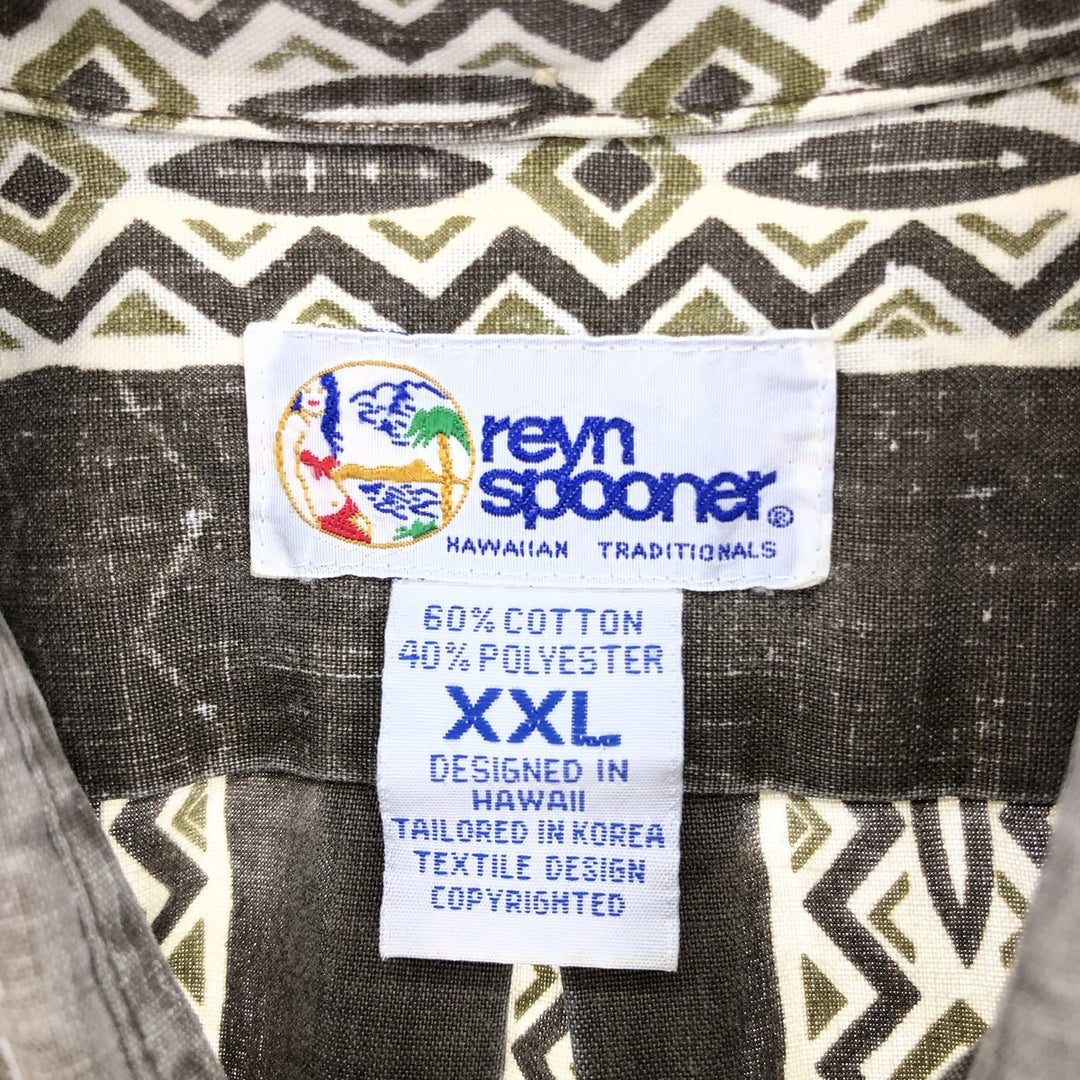 reyn
spooner®
HAWAIIAN TRADITIONALS
60% COTTON
40% POLYESTER
XXL
DESIGNED IN
HAWAII
TAILORED IN KOREA
TEXTILE DESIGN
COPYRIGHTED